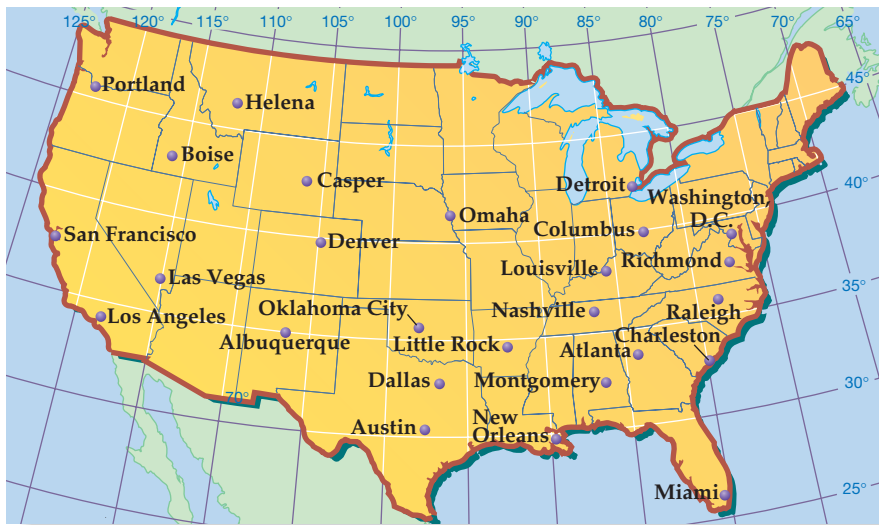 125° 120° 115° 110° 105° 100° 95° 90° 85° 80° 75° 70° 65°
45°
Portland
Helena
Boise
Casper
Detroit
40°
Washington,
D.C.
Omaha
Columbus
San Francisco
Denver
Richmond
Louisville
Las Vegas
35°
Oklahoma City
Nashville
Raleigh
Los Angeles
Albuquerque
Little Rock
Charleston
Atlanta
Dallas
Montgomery
30°
70°
New
Orleans
Austin
Miami
25°